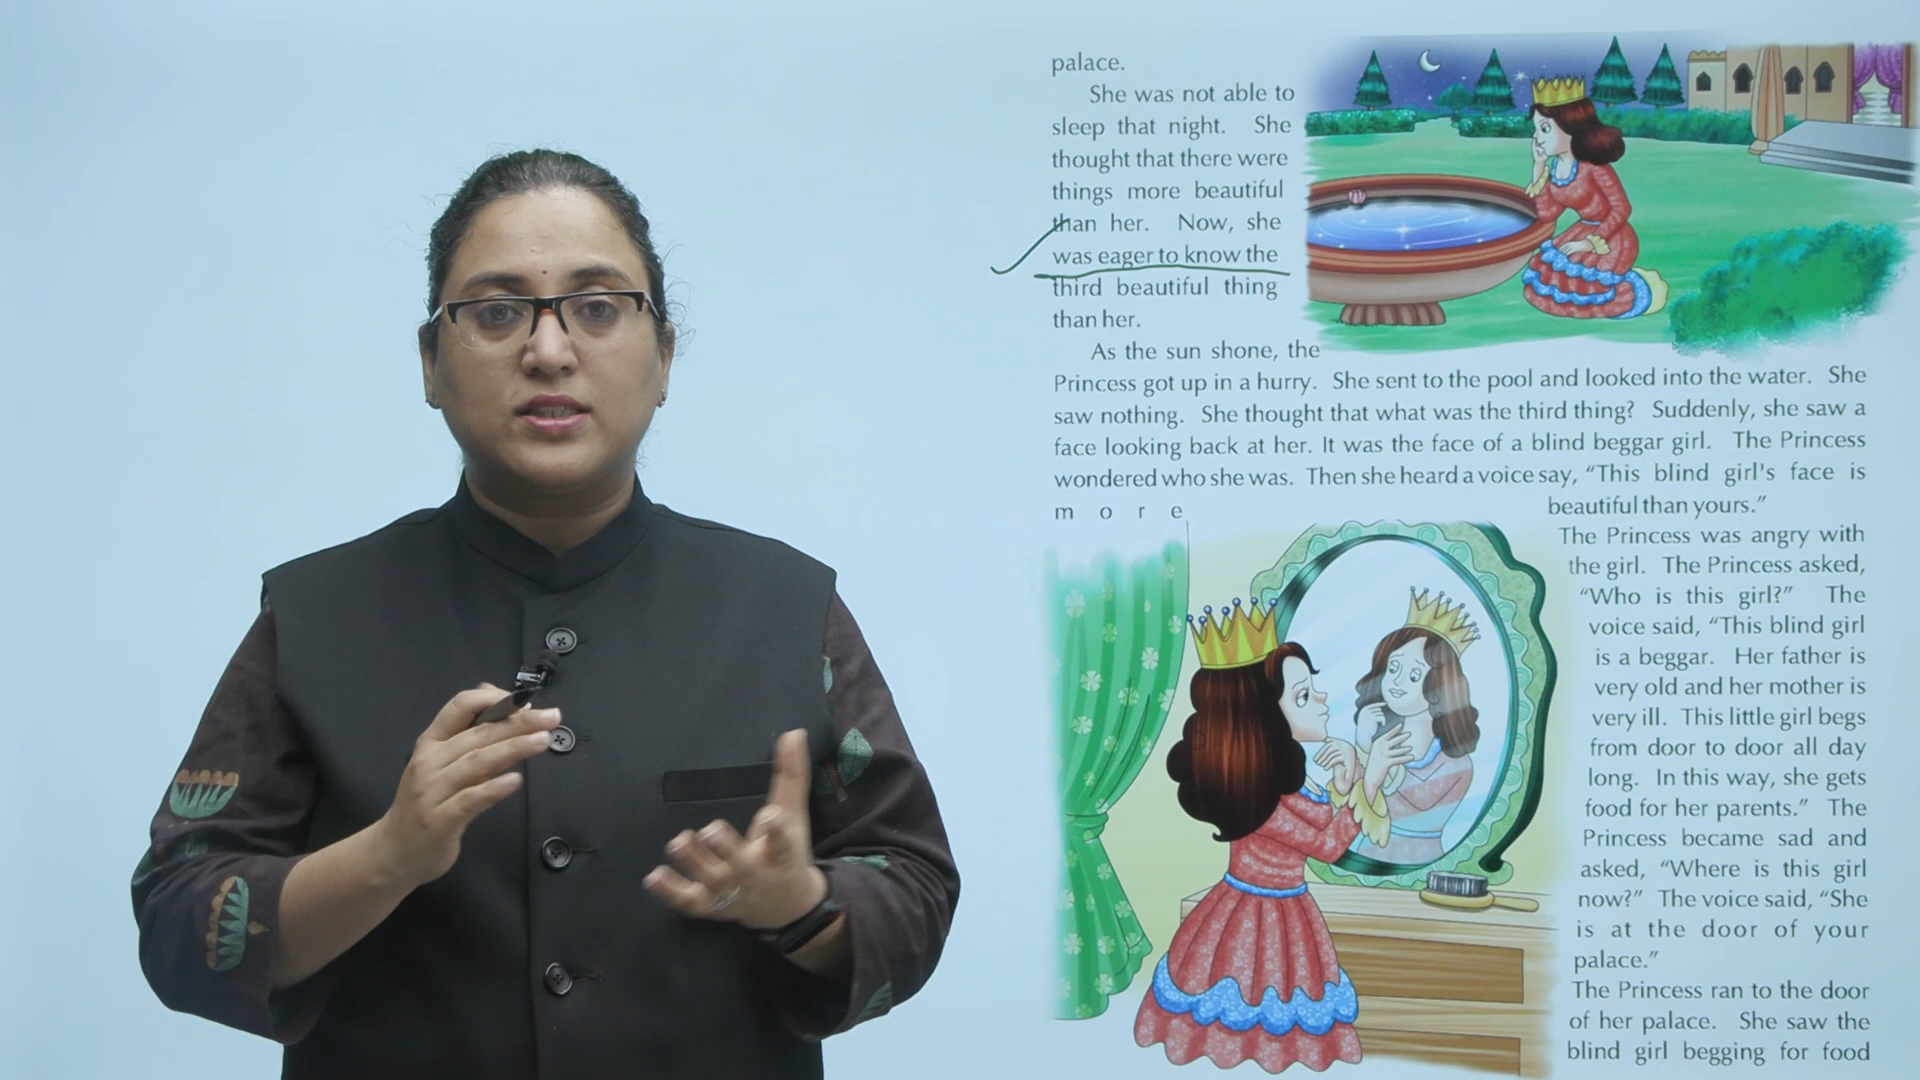 palace.
She was not able to
sleep that night. She
thought that there were
things more beautiful
than her. Now, she
was eager to know the
third beautiful thing
than her.
As the sun shone, the
Princess got up in a hurry. She sent to the pool and looked into the water. She
saw nothing. She thought that what was the third thing? Suddenly, she saw a
face looking back at her. It was the face of a blind beggar girl. The Princess
wondered who she was. Then she heard a voice say, “This blind girl's face is
more beautiful than yours.”
The Princess was angry with
the girl. The Princess asked,
“Who is this girl?” The
voice said, “This blind girl
is a beggar. Her father is
very old and her mother is
very ill. This little girl begs
from door to door all day
long. In this way, she gets
food for her parents.” The
Princess became sad and
asked, “Where is this girl
now?” The voice said, “She
is at the door of your
palace.”
The Princess ran to the door
of her palace. She saw the
blind girl begging for food